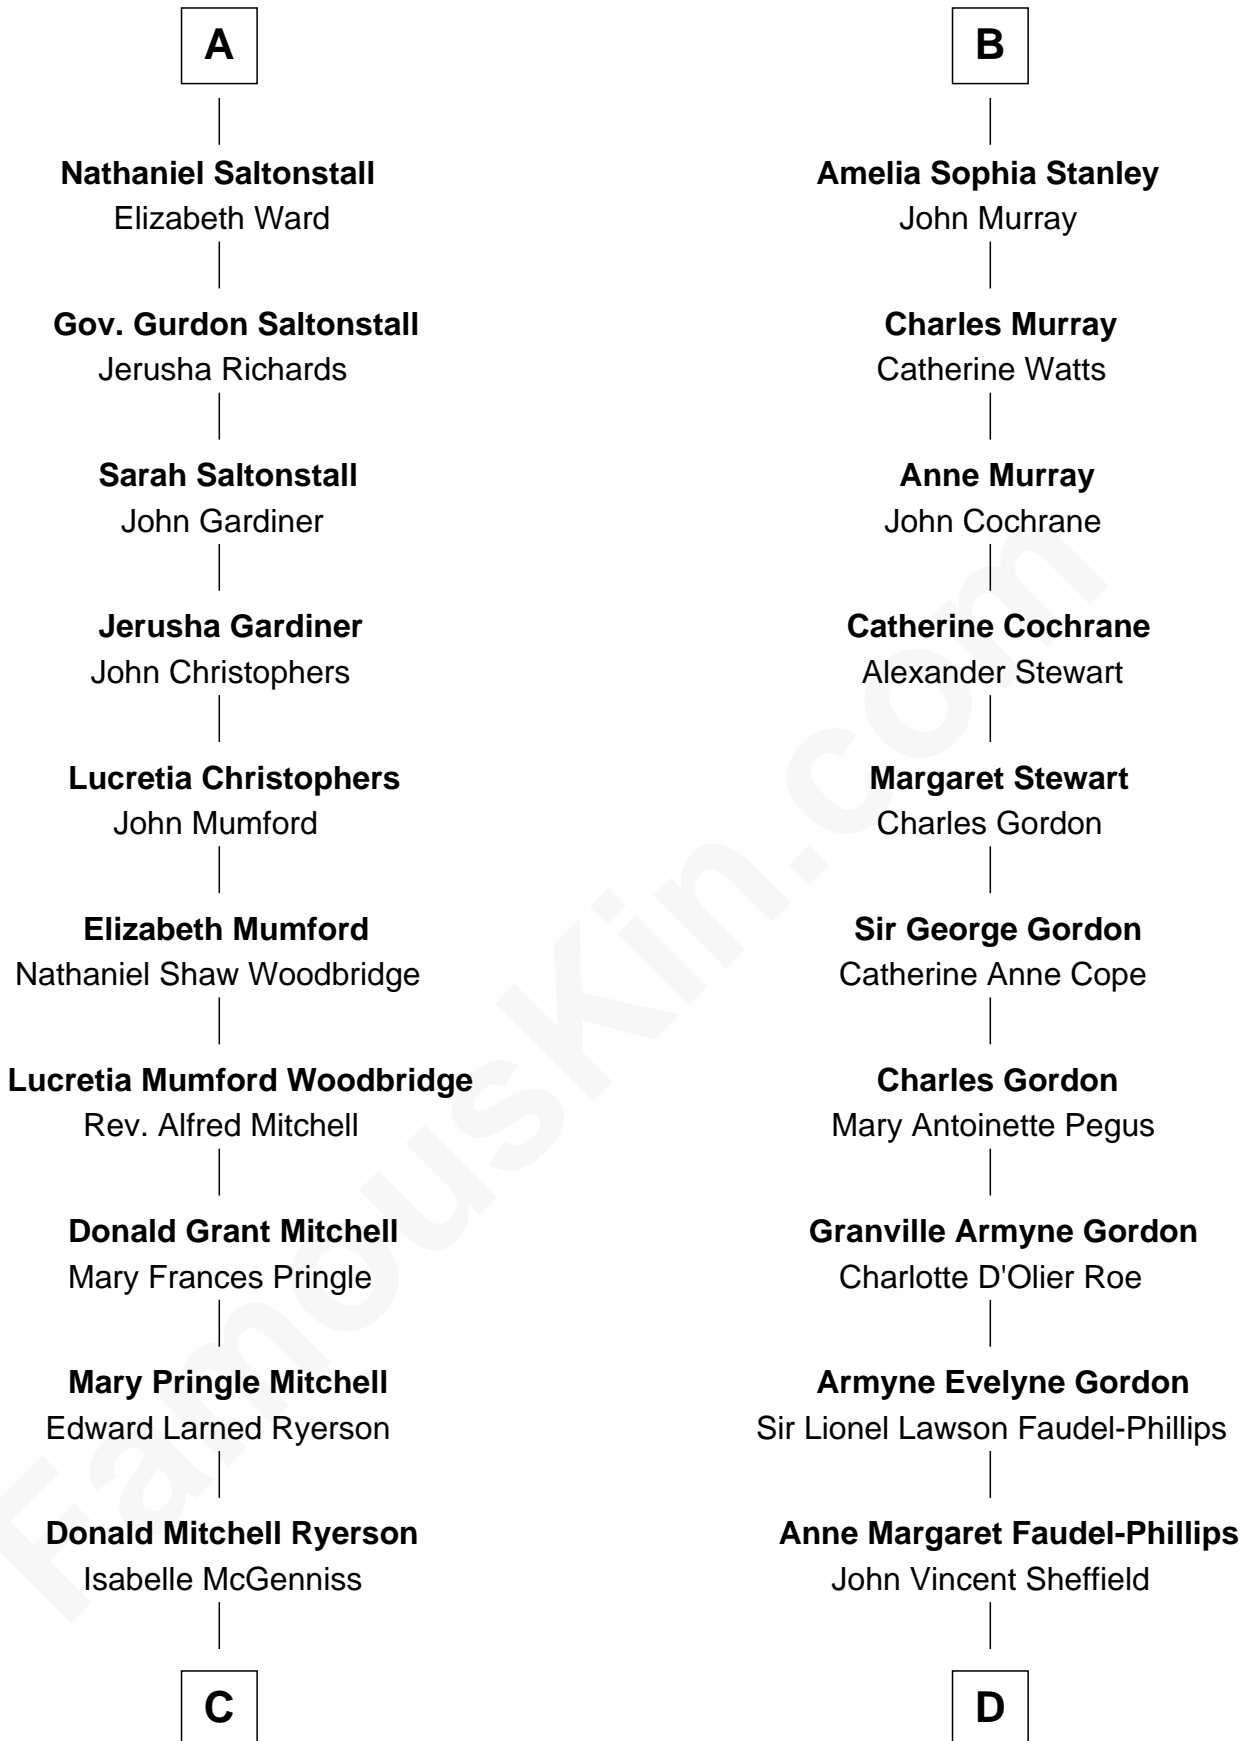 A
Nathaniel Saltonstall
Elizabeth Ward
Gov. Gurdon Saltonstall
Jerusha Richards
Sarah Saltonstall
John Gardiner
Jerusha Gardiner
John Christophers
Lucretia Christophers
John Mumford
Elizabeth Mumford
Nathaniel Shaw Woodbridge
Lucretia Mumford Woodbridge
Rev. Alfred Mitchell
Donald Grant Mitchell
Mary Frances Pringle
Mary Pringle Mitchell
Edward Larned Ryerson
Donald Mitchell Ryerson
Isabelle McGenniss
C
B
Amelia Sophia Stanley
John Murray
Charles Murray
Catherine Watts
Anne Murray
John Cochrane
Catherine Cochrane
Alexander Stewart
Margaret Stewart
Charles Gordon
Sir George Gordon
Catherine Anne Cope
Charles Gordon
Mary Antoinette Pegus
Granville Armyne Gordon
Charlotte D'Olier Roe
Armyne Evelyne Gordon
Sir Lionel Lawson Faudel-Phillips
Anne Margaret Faudel-Phillips
John Vincent Sheffield
D
FamousKin.com